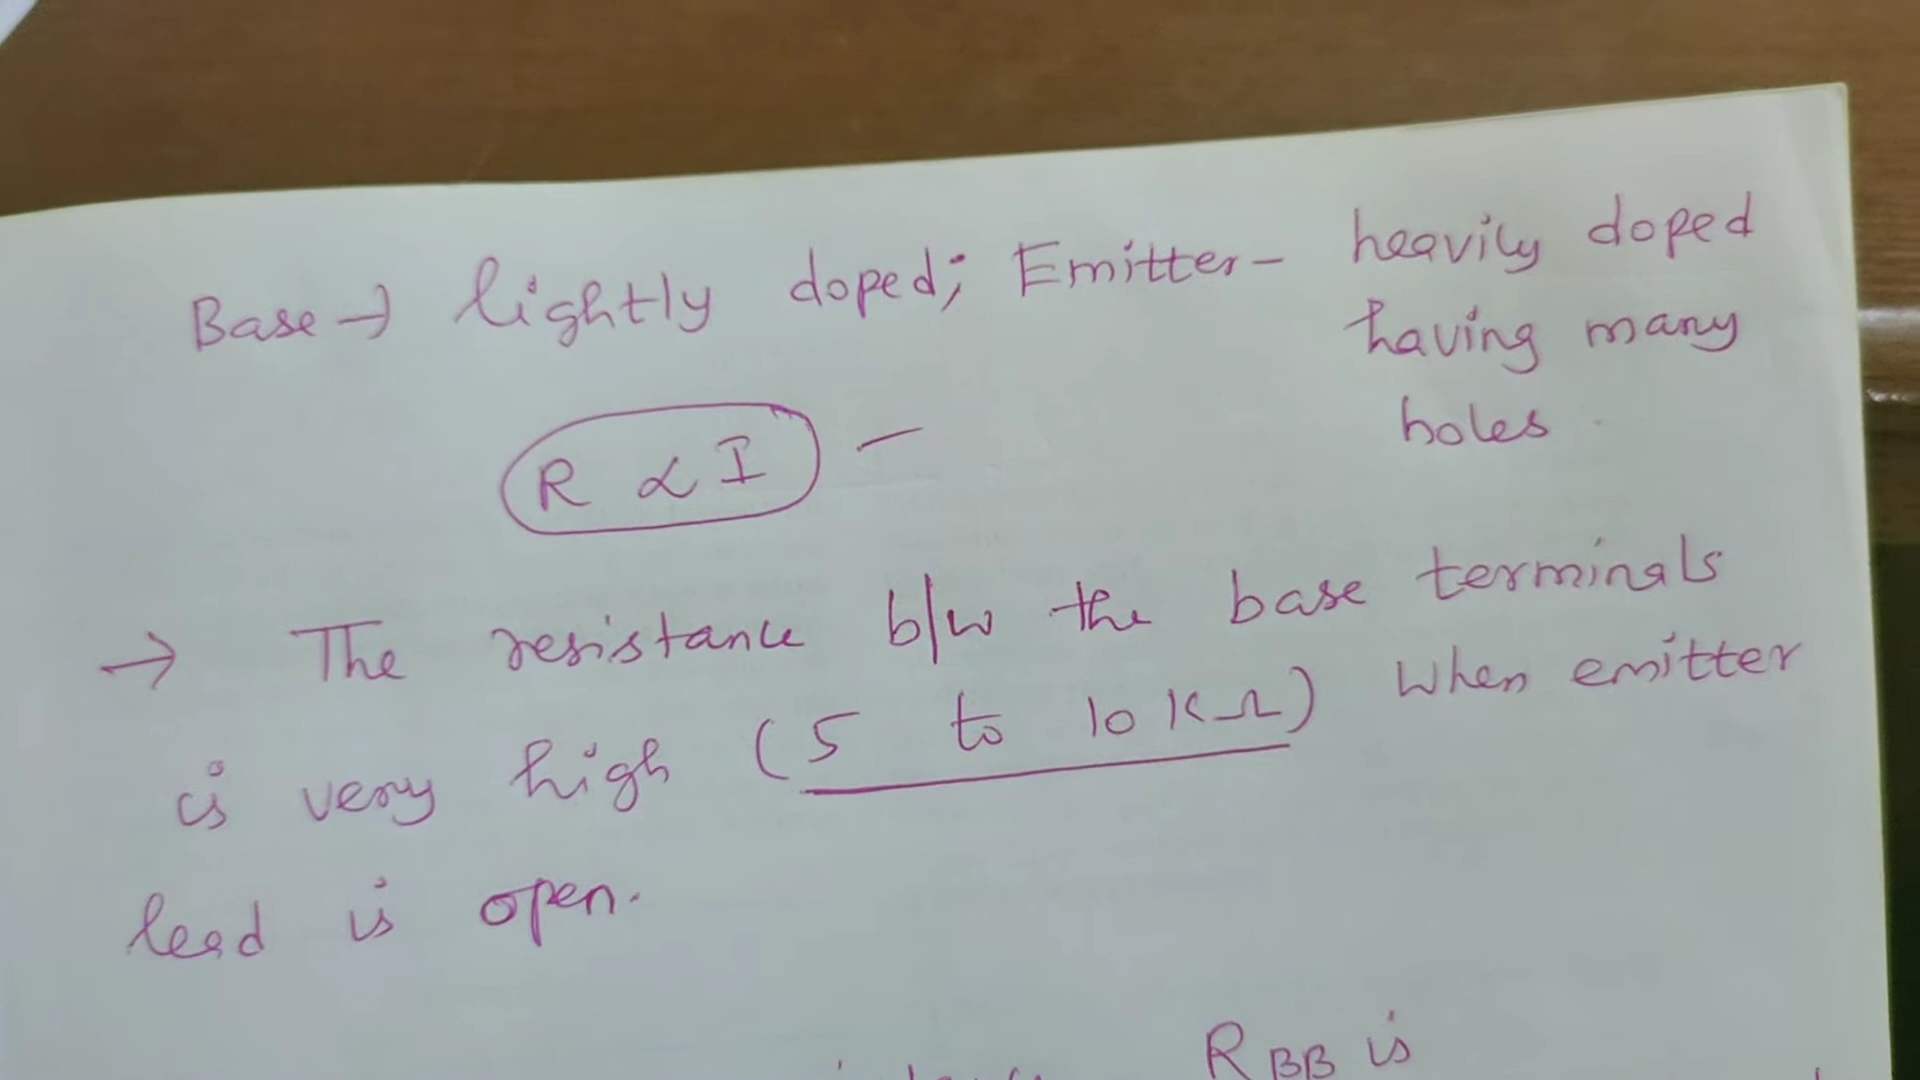 Base → lightly doped; Emitter - heavily doped
having many
holes
R ∝ I -
→ The resistance b/w the base terminals
is very high (5 to 10 KΩ) when emitter
lead is open.
RBB is